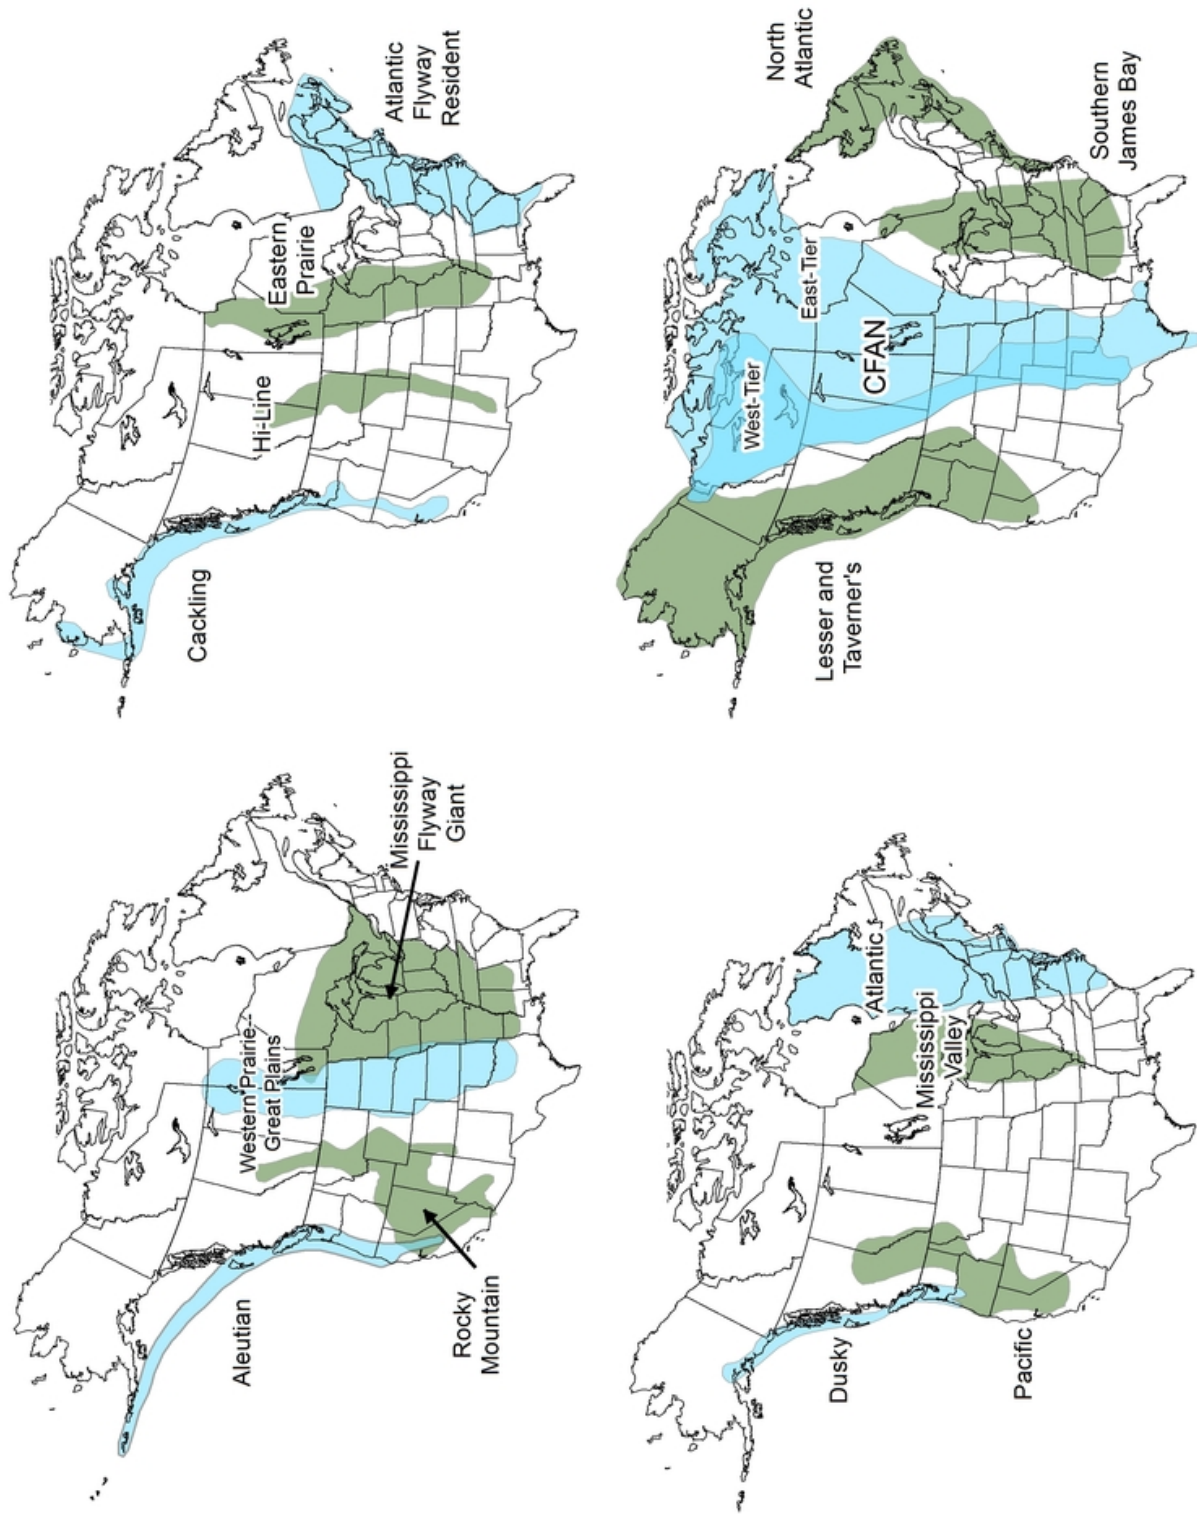 Cackling
Hi-Line
Eastern
Prairie
Atlantic
Flyway
Resident
Aleutian
Rocky
Mountain
Western Prairie-
Great Plains
Mississippi
Flyway
Giant
Lesser and
Taverner's
West-Tier
CFAN
East-Tier
North
Atlantic
Southern
James Bay
Dusky
Pacific
Mississippi
Valley
Atlantic